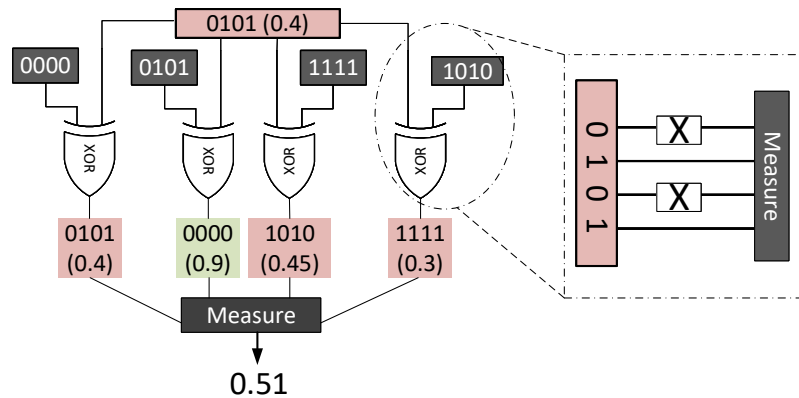 0101 (0.4)
0000
0101
1111
1010
XOR
XOR
XOR
XOR
0101
(0.4)
0000
(0.9)
1010
(0.45)
1111
(0.3)
Measure
0.51
0
1
0
1
X
X
Measure